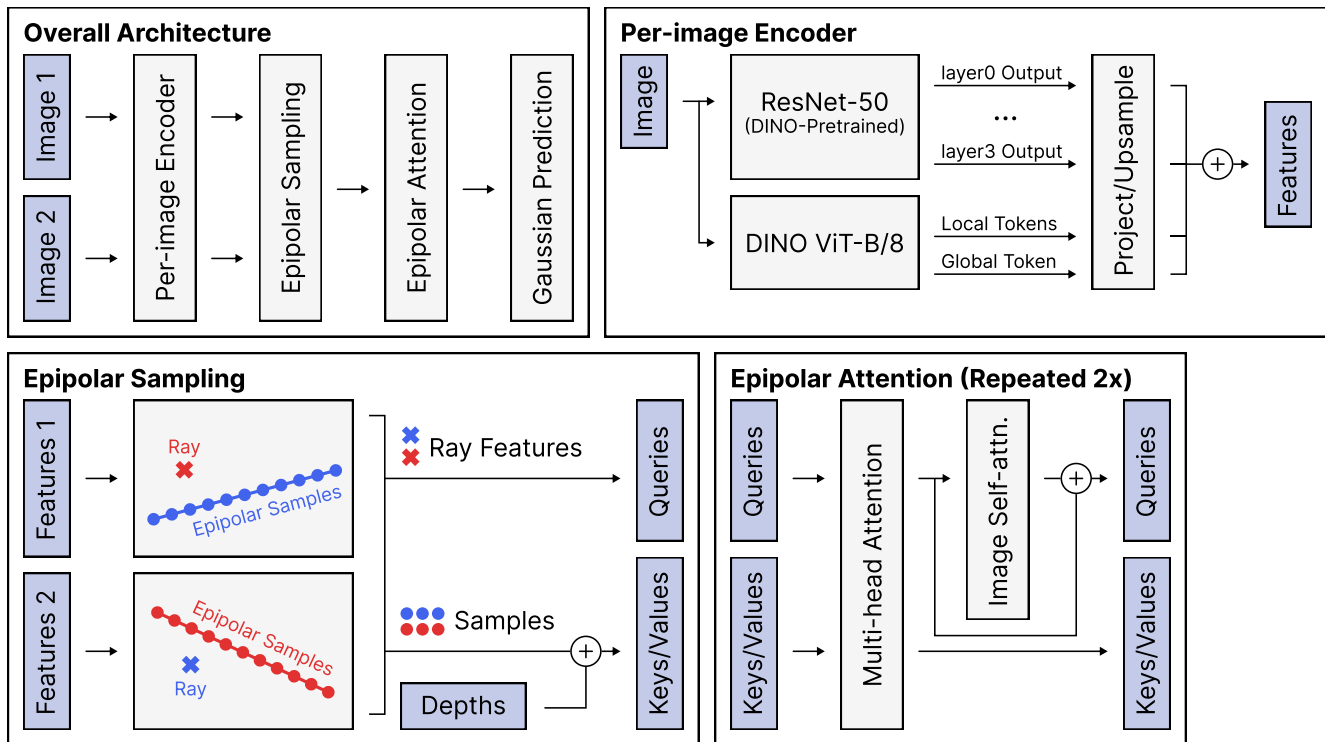 Overall Architecture
Image 1
Image 2
Per-image Encoder
Epipolar Sampling
Epipolar Attention
Gaussian Prediction
Per-image Encoder
Image
ResNet-50
(DINO-Pretrained)
DINO ViT-B/8
layer0 Output
...
layer3 Output
Local Tokens
Global Token
Project/Upsample
Features
Epipolar Sampling
Features 1
Features 2
Ray
Epipolar Samples
Epipolar Samples
Ray
Ray Features
Samples
Depths
Queries
Keys/Values
Epipolar Attention (Repeated 2x)
Queries
Keys/Values
Multi-head Attention
Image Self-attn.
Queries
Keys/Values